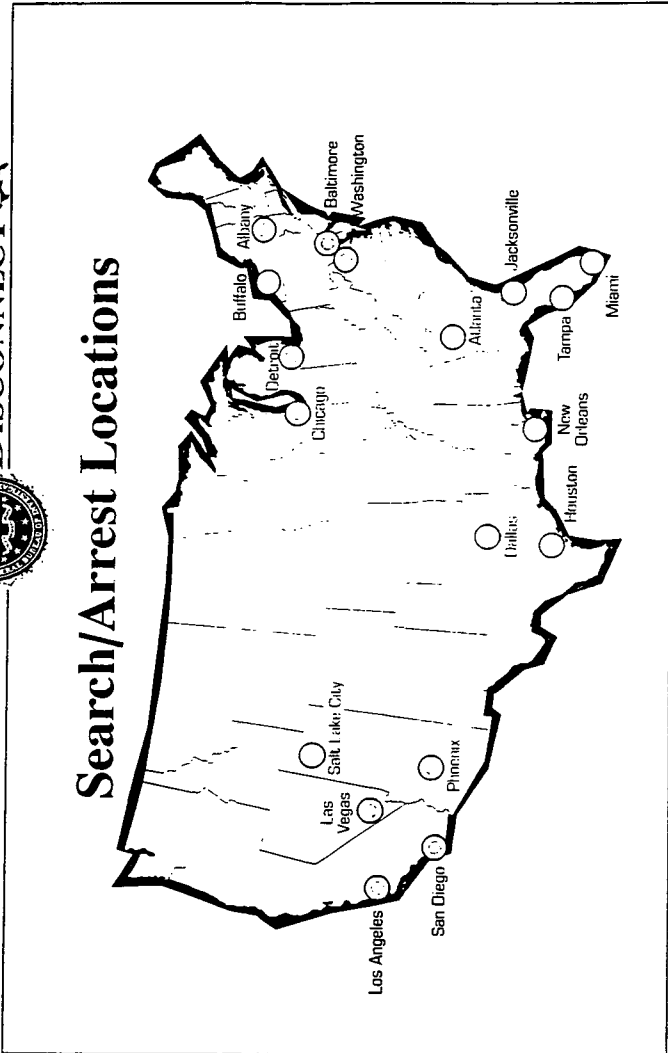 Search/Arrest Locations
Buffalo
Albany
Detroit
Chicago
Baltimore
Washington
Salt Lake City
Las
Vegas
Los Angeles
San Diego
Phoenix
Dallas
Houston
New
Orleans
Atlanta
Jacksonville
Tampa
Miami